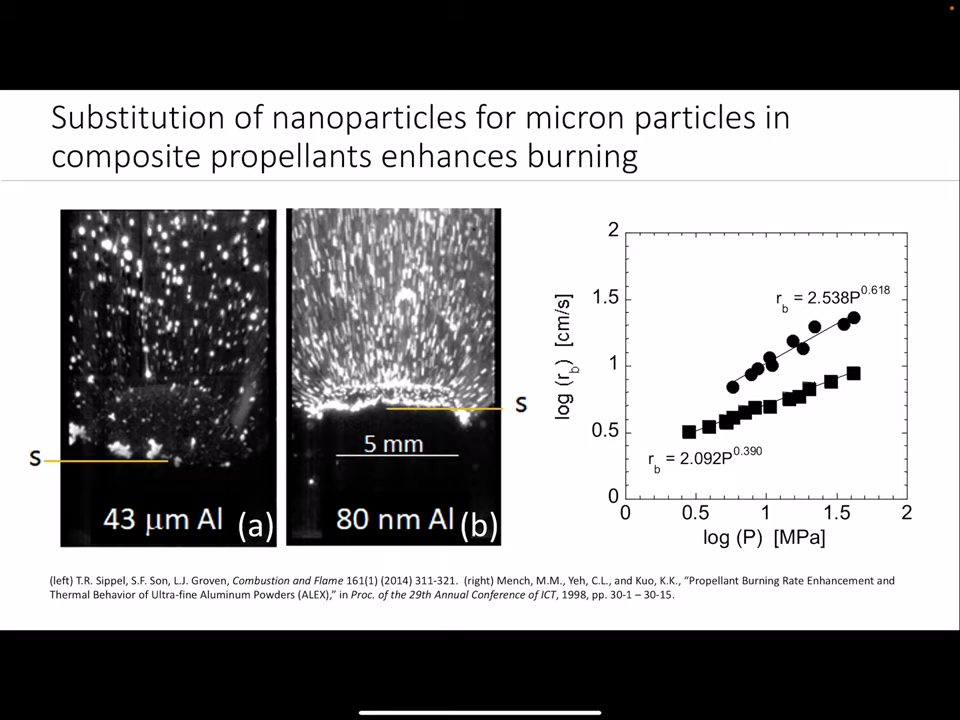 Substitution of nanoparticles for micron particles in
composite propellants enhances burning
S
43 μm Al (a)
5 mm
80 nm Al (b)
S
2
1.5
1
0.5
0
log (r_b) [cm/s]
r_b = 2.538P^0.618
r_b = 2.092P^0.390
0 0.5 1 1.5 2
log (P) [MPa]
(left) T.R. Sippel, S.F. Son, L.J. Groven, Combustion and Flame 161(1) (2014) 311-321. (right) Mench, M.M., Yeh, C.L., and Kuo, K.K., “Propellant Burning Rate Enhancement and
Thermal Behavior of Ultra-fine Aluminum Powders (ALEX),” in Proc. of the 29th Annual Conference of ICT, 1998, pp. 30-1 – 30-15.